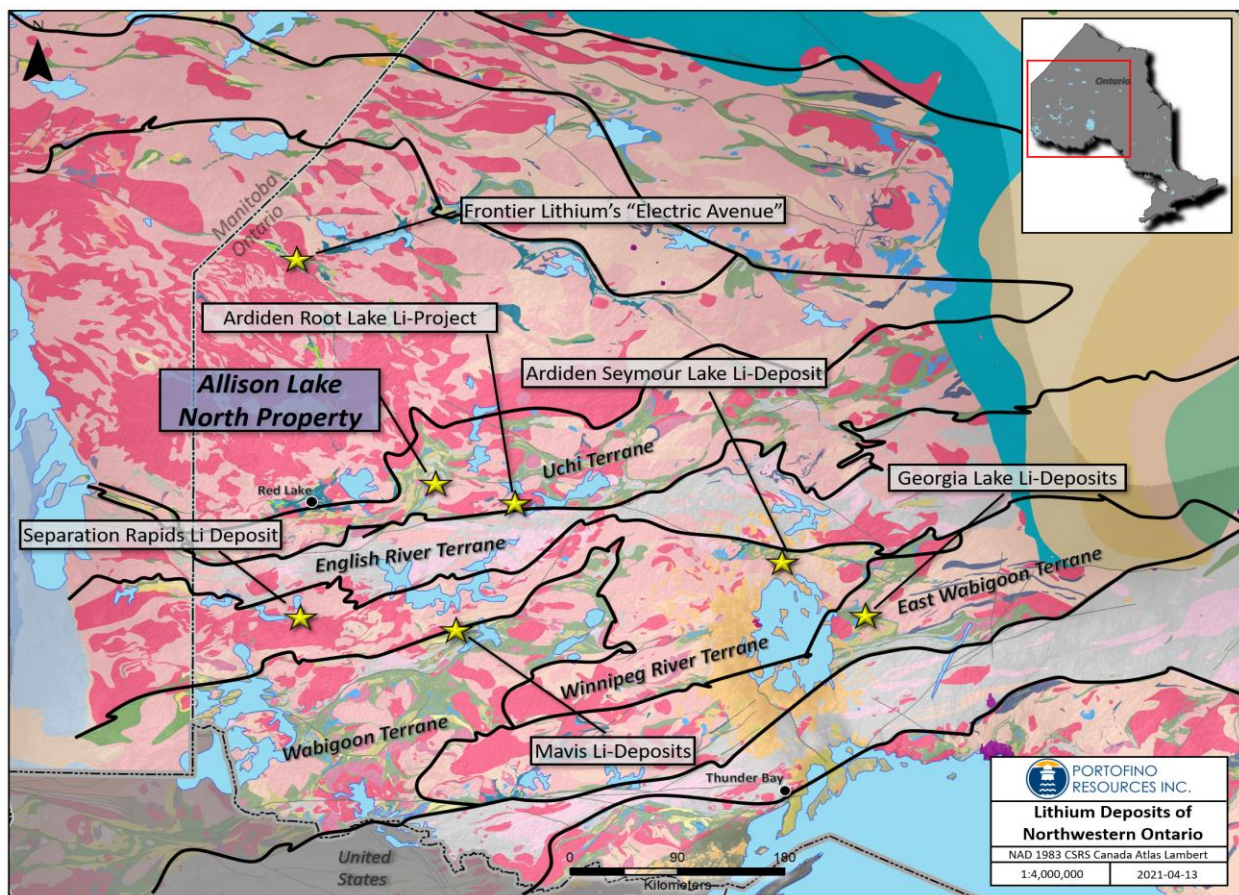 N
Ontario
Manitoba
Ontario
Frontier Lithium's “Electric Avenue”
Ardiden Root Lake Li-Project
Ardiden Seymour Lake Li-Deposit
Allison Lake
North Property
Uchi Terrane
Georgia Lake Li-Deposits
Red Lake
Separation Rapids Li Deposit
English River Terrane
East Wabigoon Terrane
Winnipeg River Terrane
Wabigoon Terrane
Mavis Li-Deposits
Thunder Bay
United
States
0 90 180
Kilometers
PORTOFINO
RESOURCES INC.
Lithium Deposits of
Northwestern Ontario
NAD 1983 CSRS Canada Atlas Lambert
1:4,000,000 2021-04-13